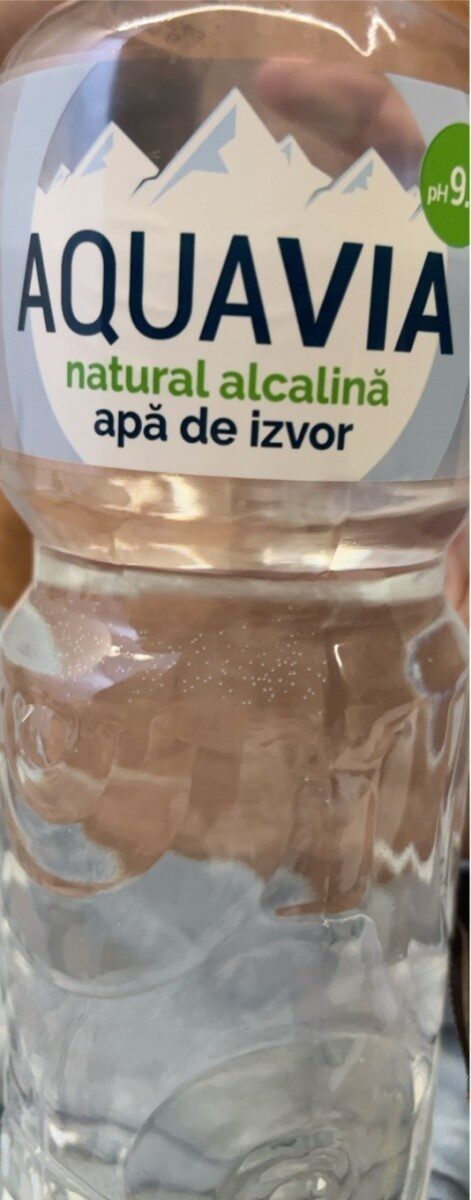 pH 9.
AQUAVIA
natural alcalină
apă de izvor